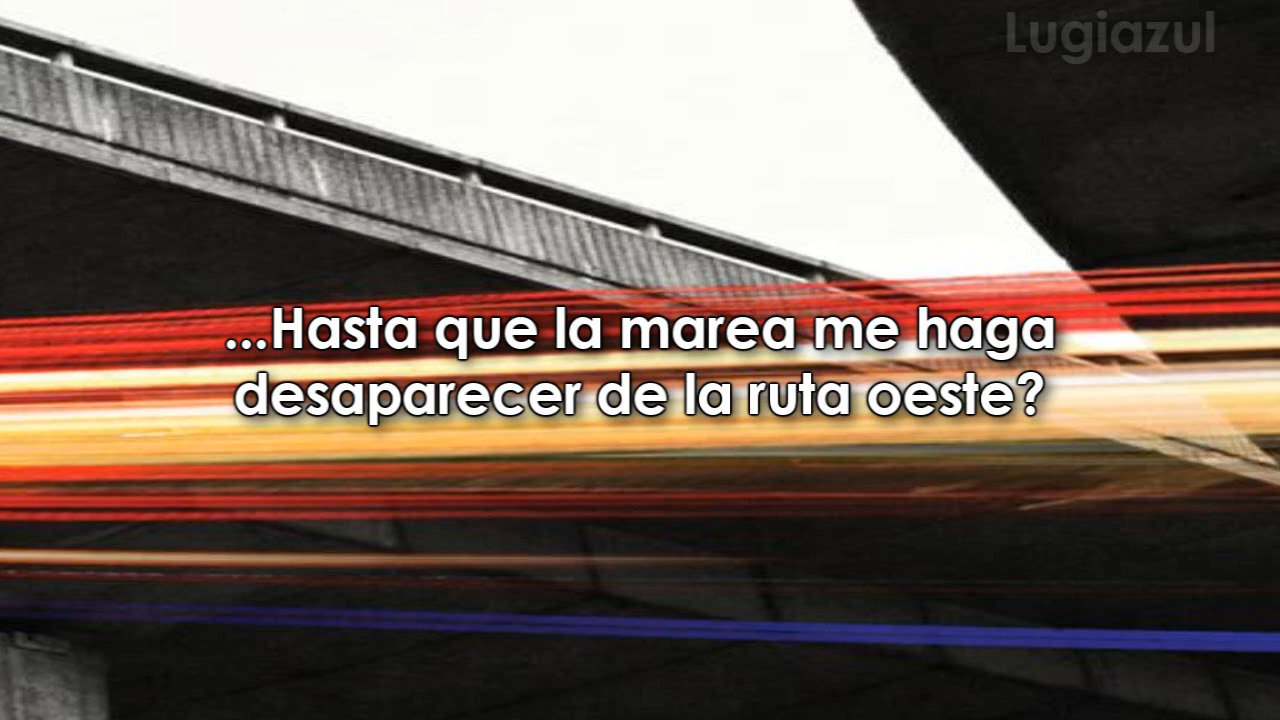 Lugiazul
...Hasta que la marea me haga
desaparecer de la ruta oeste?